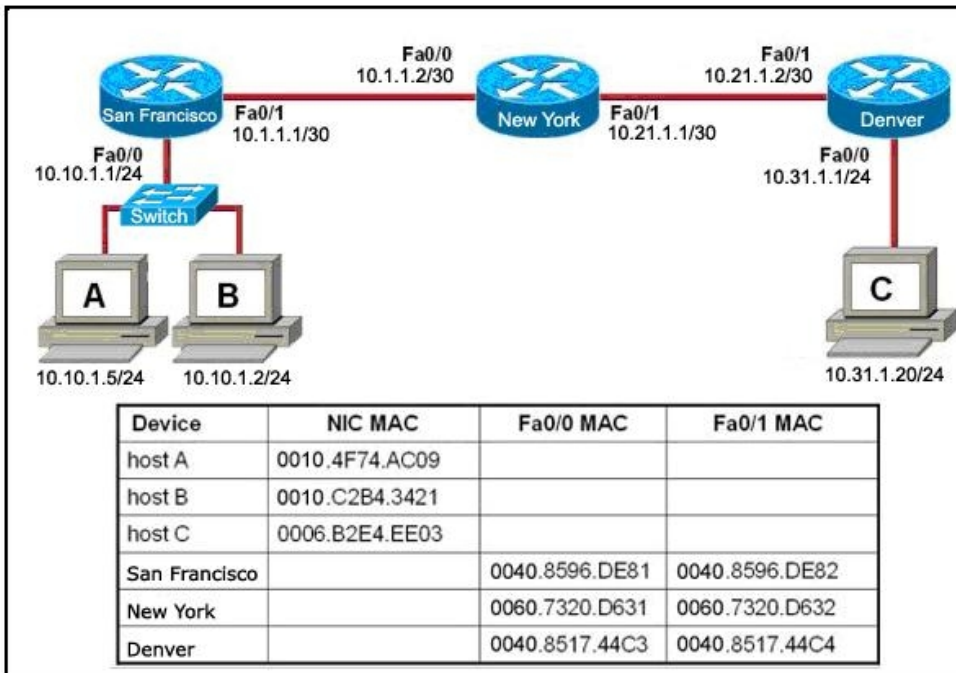 Fa0/0
10.1.1.2/30
Fa0/1
10.21.1.2/30
San Francisco
Fa0/1
10.1.1.1/30
New York
Fa0/1
10.21.1.1/30
Denver
Fa0/0
10.10.1.1/24
Fa0/0
10.31.1.1/24
Switch
A
B
C
10.10.1.5/24
10.10.1.2/24
10.31.1.20/24
Device NIC MAC Fa0/0 MAC Fa0/1 MAC
host A 0010.4F74.AC09
host B 0010.C2B4.3421
host C 0006.B2E4.EE03
San Francisco 0040.8596.DE81 0040.8596.DE82
New York 0060.7320.D631 0060.7320.D632
Denver 0040.8517.44C3 0040.8517.44C4